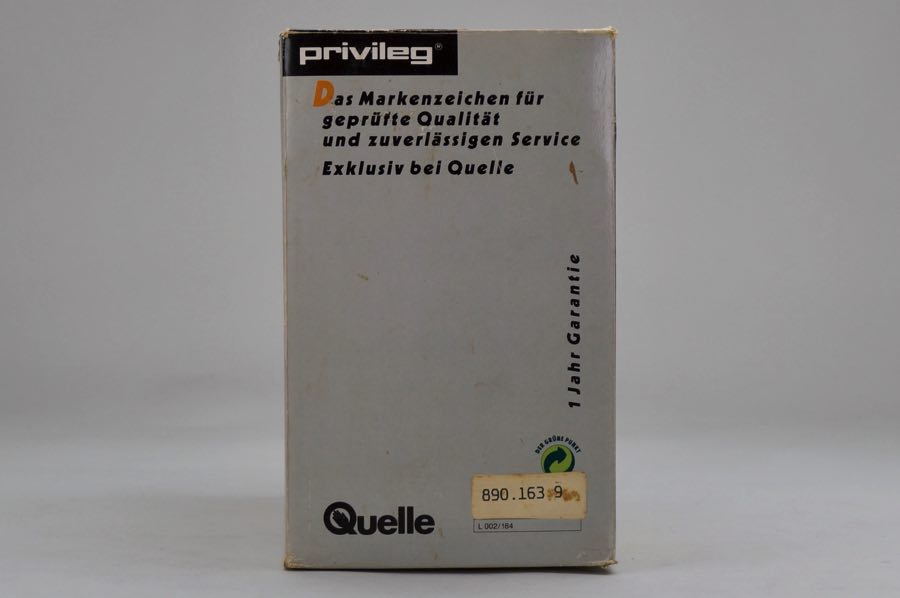 privileg®
Das Markenzeichen für
geprüfte Qualität
und zuverlässigen Service
Exklusiv bei Quelle
1 Jahr Garantie
DER GRÜNE PUNKT
890.163 9
Quelle
L 002/184